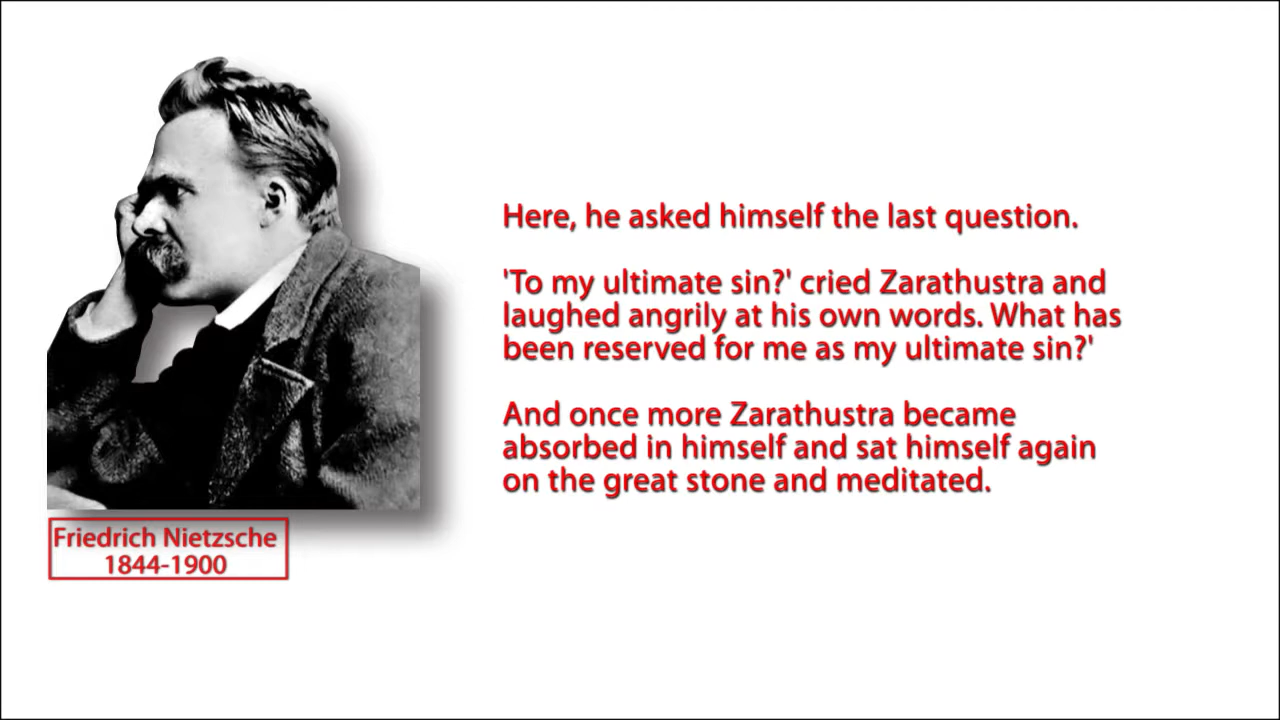 Here, he asked himself the last question.
'To my ultimate sin?' cried Zarathustra and
laughed angrily at his own words. What has
been reserved for me as my ultimate sin?'
And once more Zarathustra became
absorbed in himself and sat himself again
on the great stone and meditated.
Friedrich Nietzsche
1844-1900